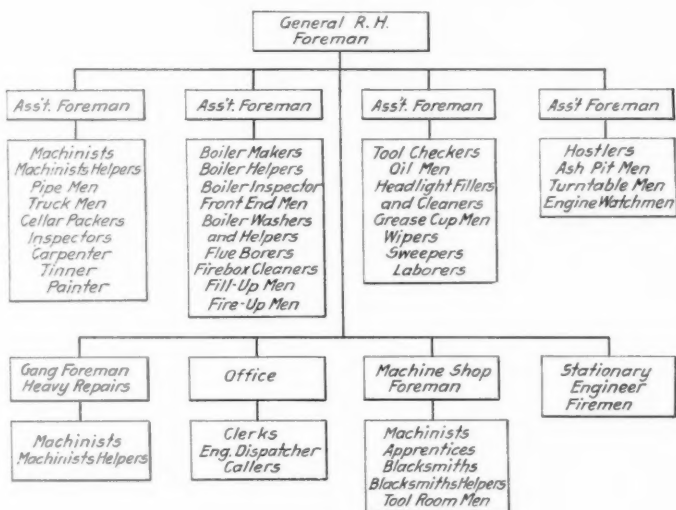 General R. H.
Foreman
Ass't. Foreman
Machinists
Machinists Helpers
Pipe Men
Truck Men
Cellar Packers
Inspectors
Carpenter
Tinner
Painter
Ass't. Foreman
Boiler Makers
Boiler Helpers
Boiler Inspector
Front End Men
Boiler Washers
and Helpers
Flue Borers
Firebox Cleaners
Fill-Up Men
Fire-Up Men
Ass't. Foreman
Tool Checkers
Oil Men
Headlight Fillers
and Cleaners
Grease Cup Men
Wipers
Sweepers
Laborers
Ass't Foreman
Hostlers
Ash Pit Men
Turntable Men
Engine Watchmen
Gang Foreman
Heavy Repairs
Machinists
Machinists Helpers
Office
Clerks
Eng. Dispatcher
Callers
Machine Shop
Foreman
Machinists
Apprentices
Blacksmiths
Blacksmiths Helpers
Tool Room Men
Stationary
Engineer
Firemen